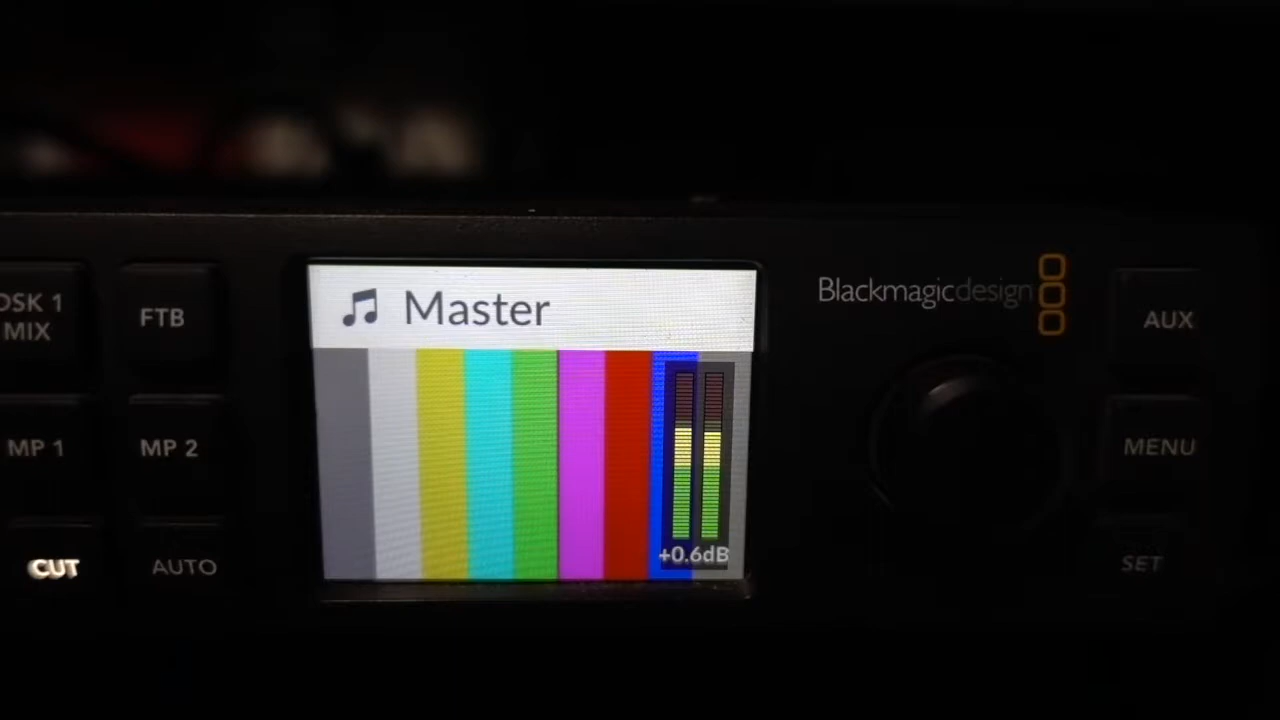 DSK 1
MIX
FTB
Master
Blackmagicdesign
AUX
MP 1
MP 2
MENU
+0.6dB
CUT
AUTO
SET